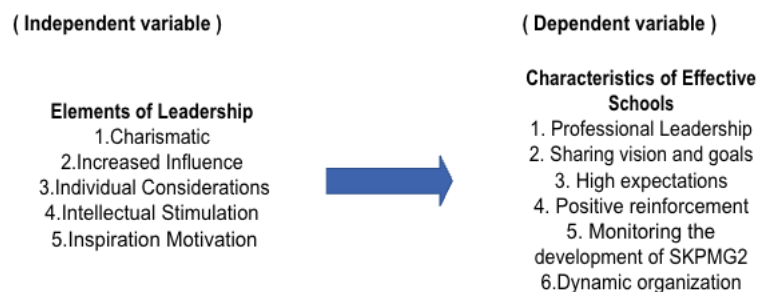 ( Independent variable )
( Dependent variable )
Elements of Leadership
1.Charismatic
2.Increased Influence
3.Individual Considerations
4.Intellectual Stimulation
5.Inspiration Motivation
Characteristics of Effective
Schools
1. Professional Leadership
2. Sharing vision and goals
3. High expectations
4. Positive reinforcement
5. Monitoring the
development of SKPMG2
6.Dynamic organization